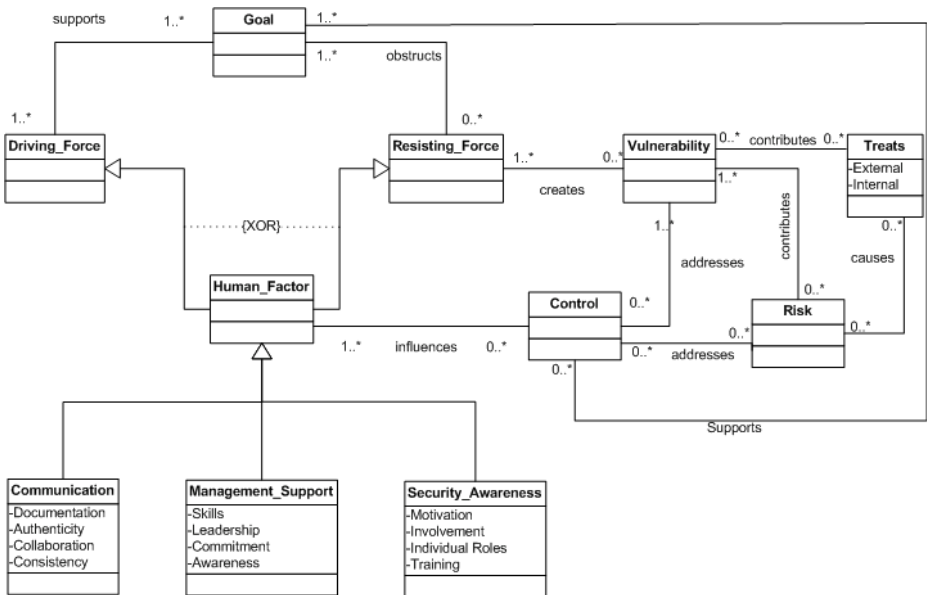 supports
1..*
Goal
1..*
1..*
obstructs
1..*
0..*
Driving_Force
Resisting_Force
1..*
0..*
creates
Vulnerability
0..*
contributes
0..*
Treats
-External
-Internal
1..*
contributes
0..*
causes
{XOR}
1..*
addresses
Human_Factor
Control
0..*
0..*
Risk
0..*
0..*
1..*
influences
0..*
0..*
addresses
0..*
Supports
Communication
-Documentation
-Authenticity
-Collaboration
-Consistency
Management_Support
-Skills
-Leadership
-Commitment
-Awareness
Security_Awareness
-Motivation
-Involvement
-Individual Roles
-Training